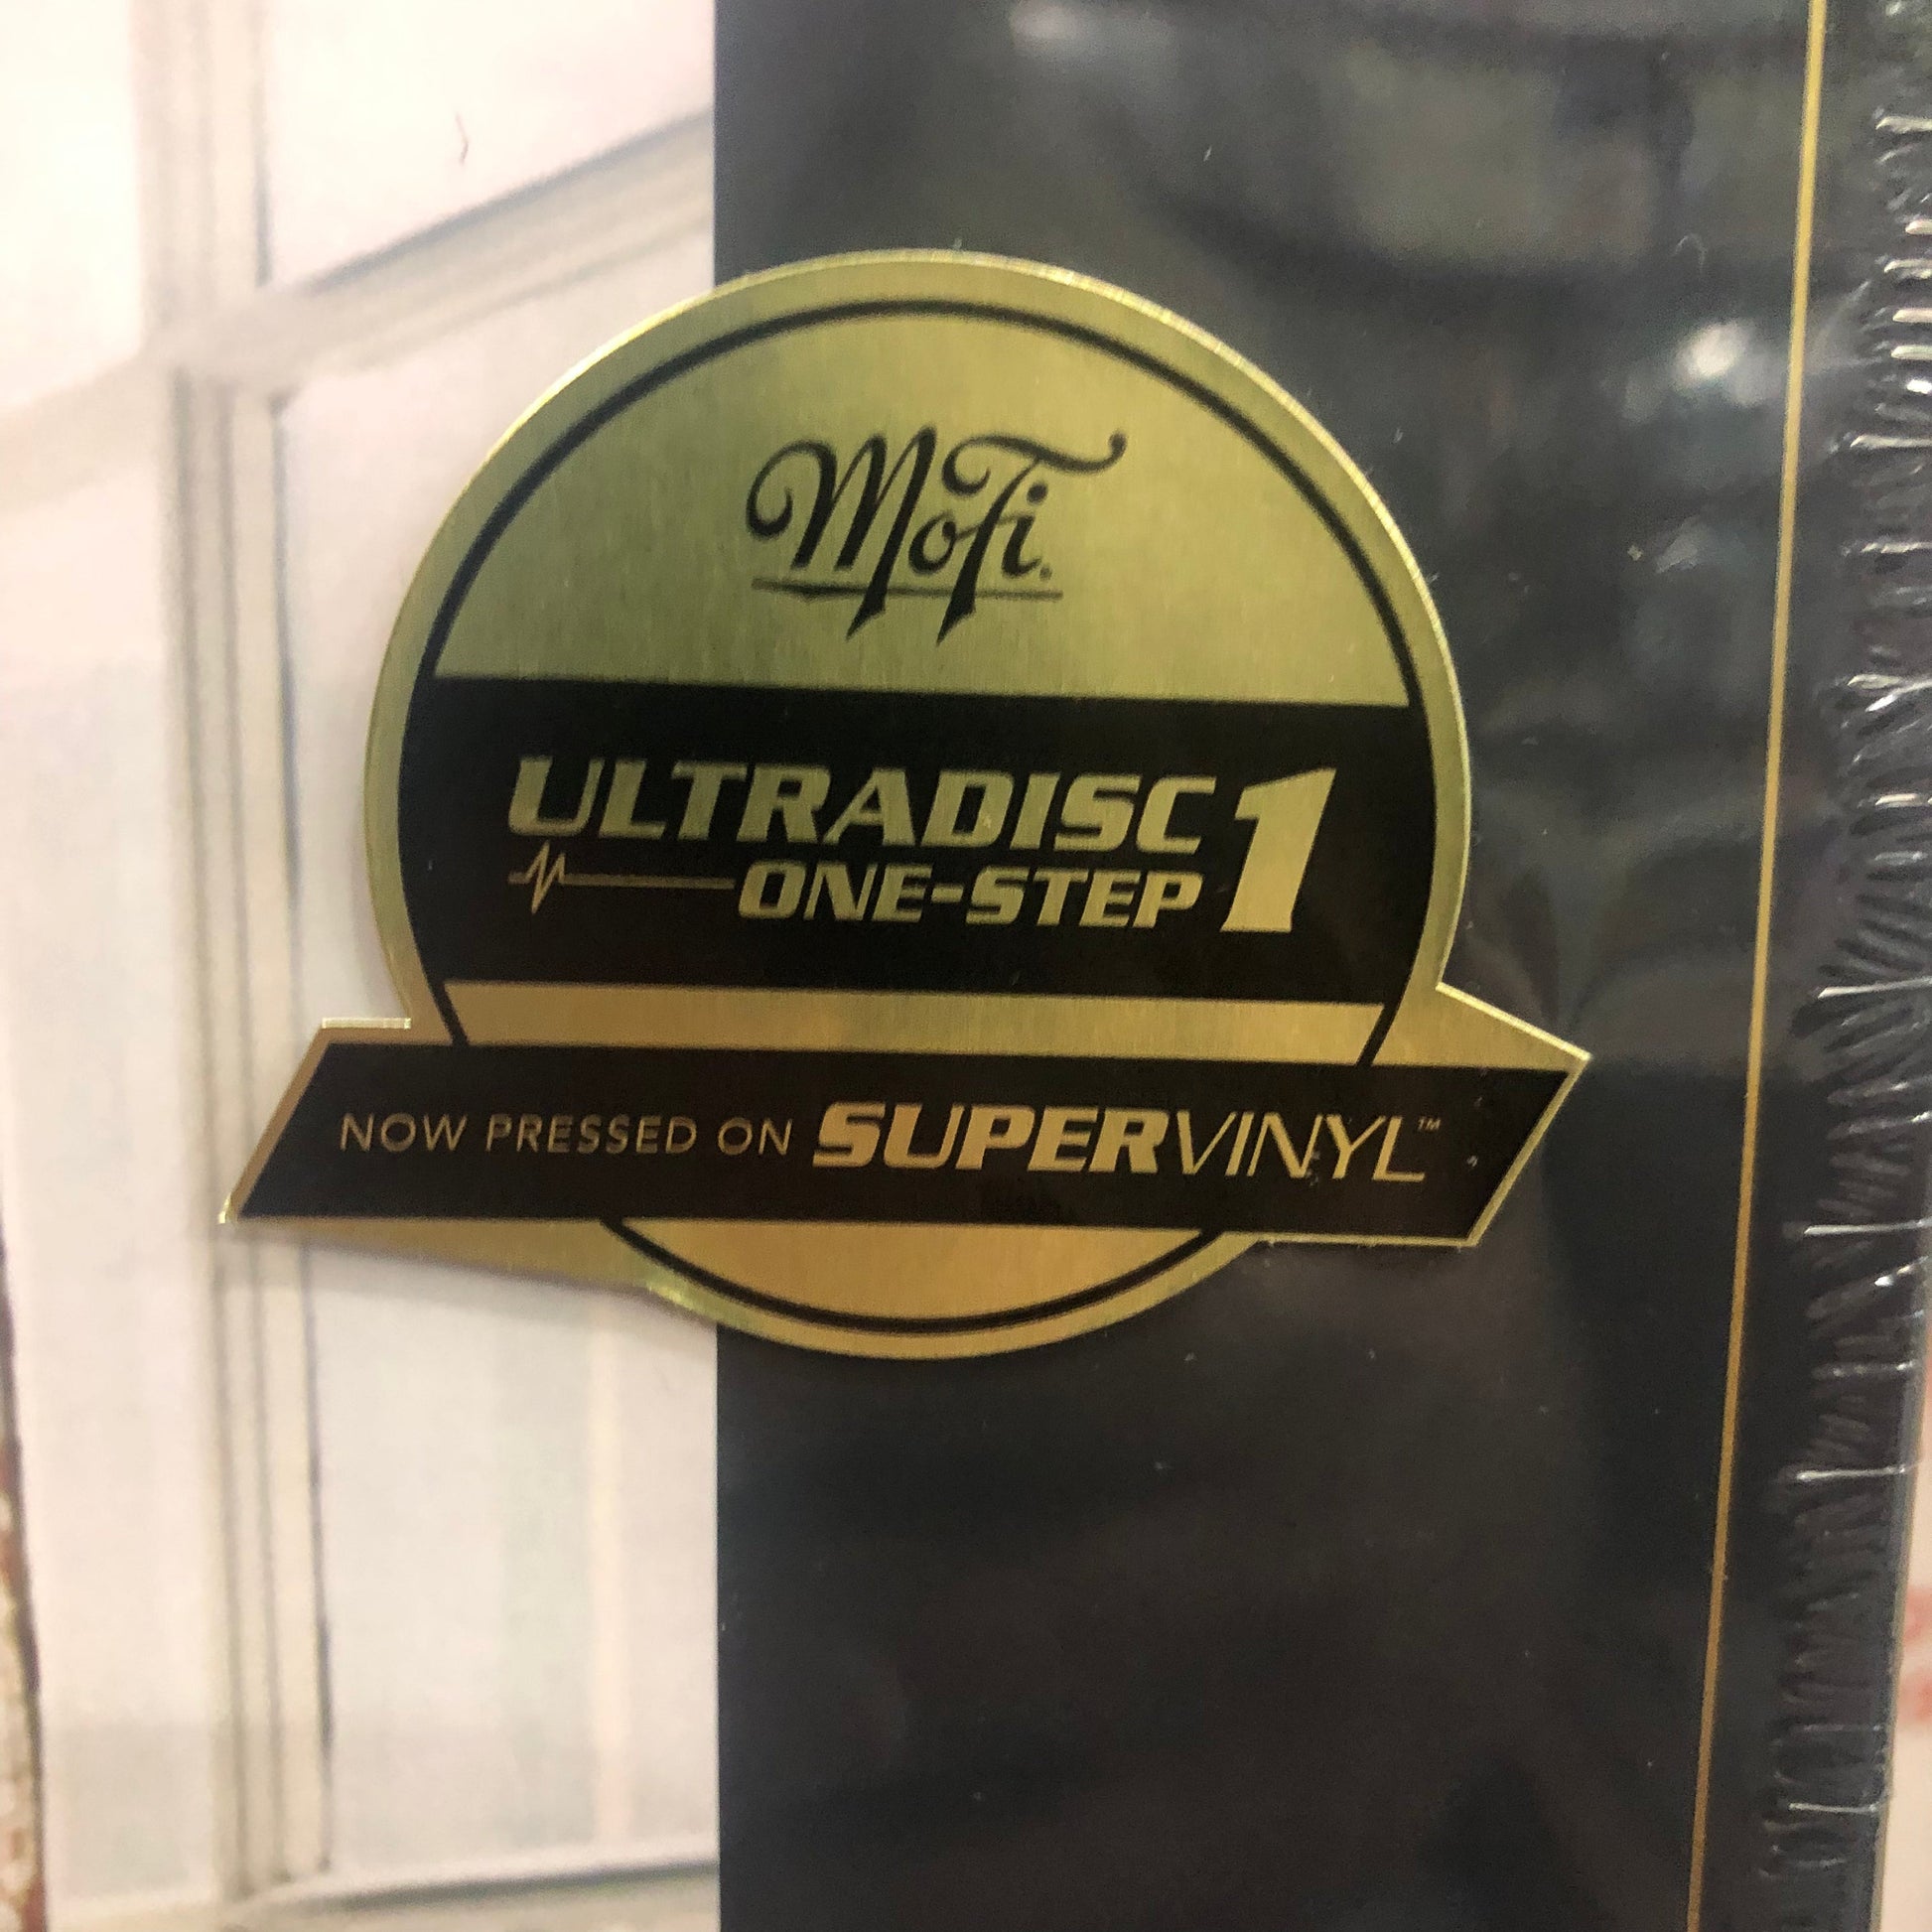 MoFi.
ULTRADISC 1
ONE-STEP
NOW PRESSED ON SUPERVINYL™